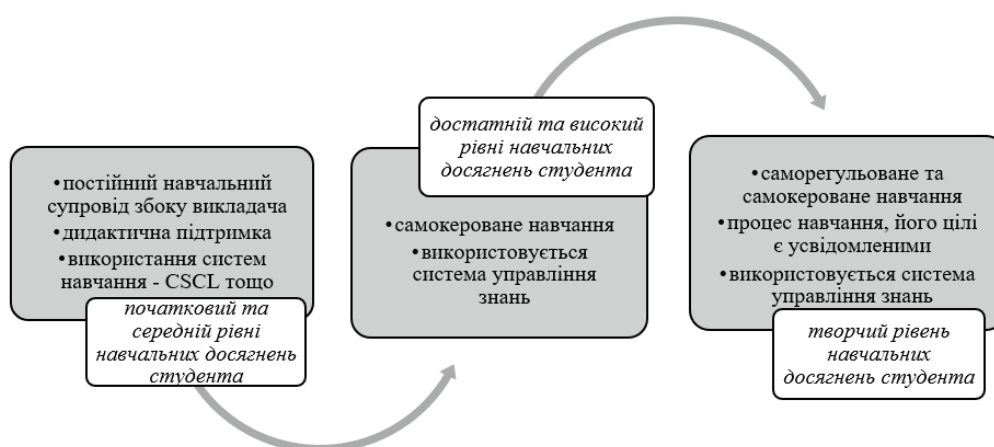 •постійний навчальний
супровід збоку викладача
•дидактична підтримка
•використання систем
навчання - CSCL тощо
початковий та
середній рівні
навчальних досягнень
студента
достатній та високий
рівні навчальних
досягнень студента
•самокероване навчання
•використовується
система управління
знань
•саморегульоване та
самокероване навчання
•процес навчання, його цілі
є усвідомленими
•використовується система
управління знань
творчий рівень
навчальних
досягнень студента